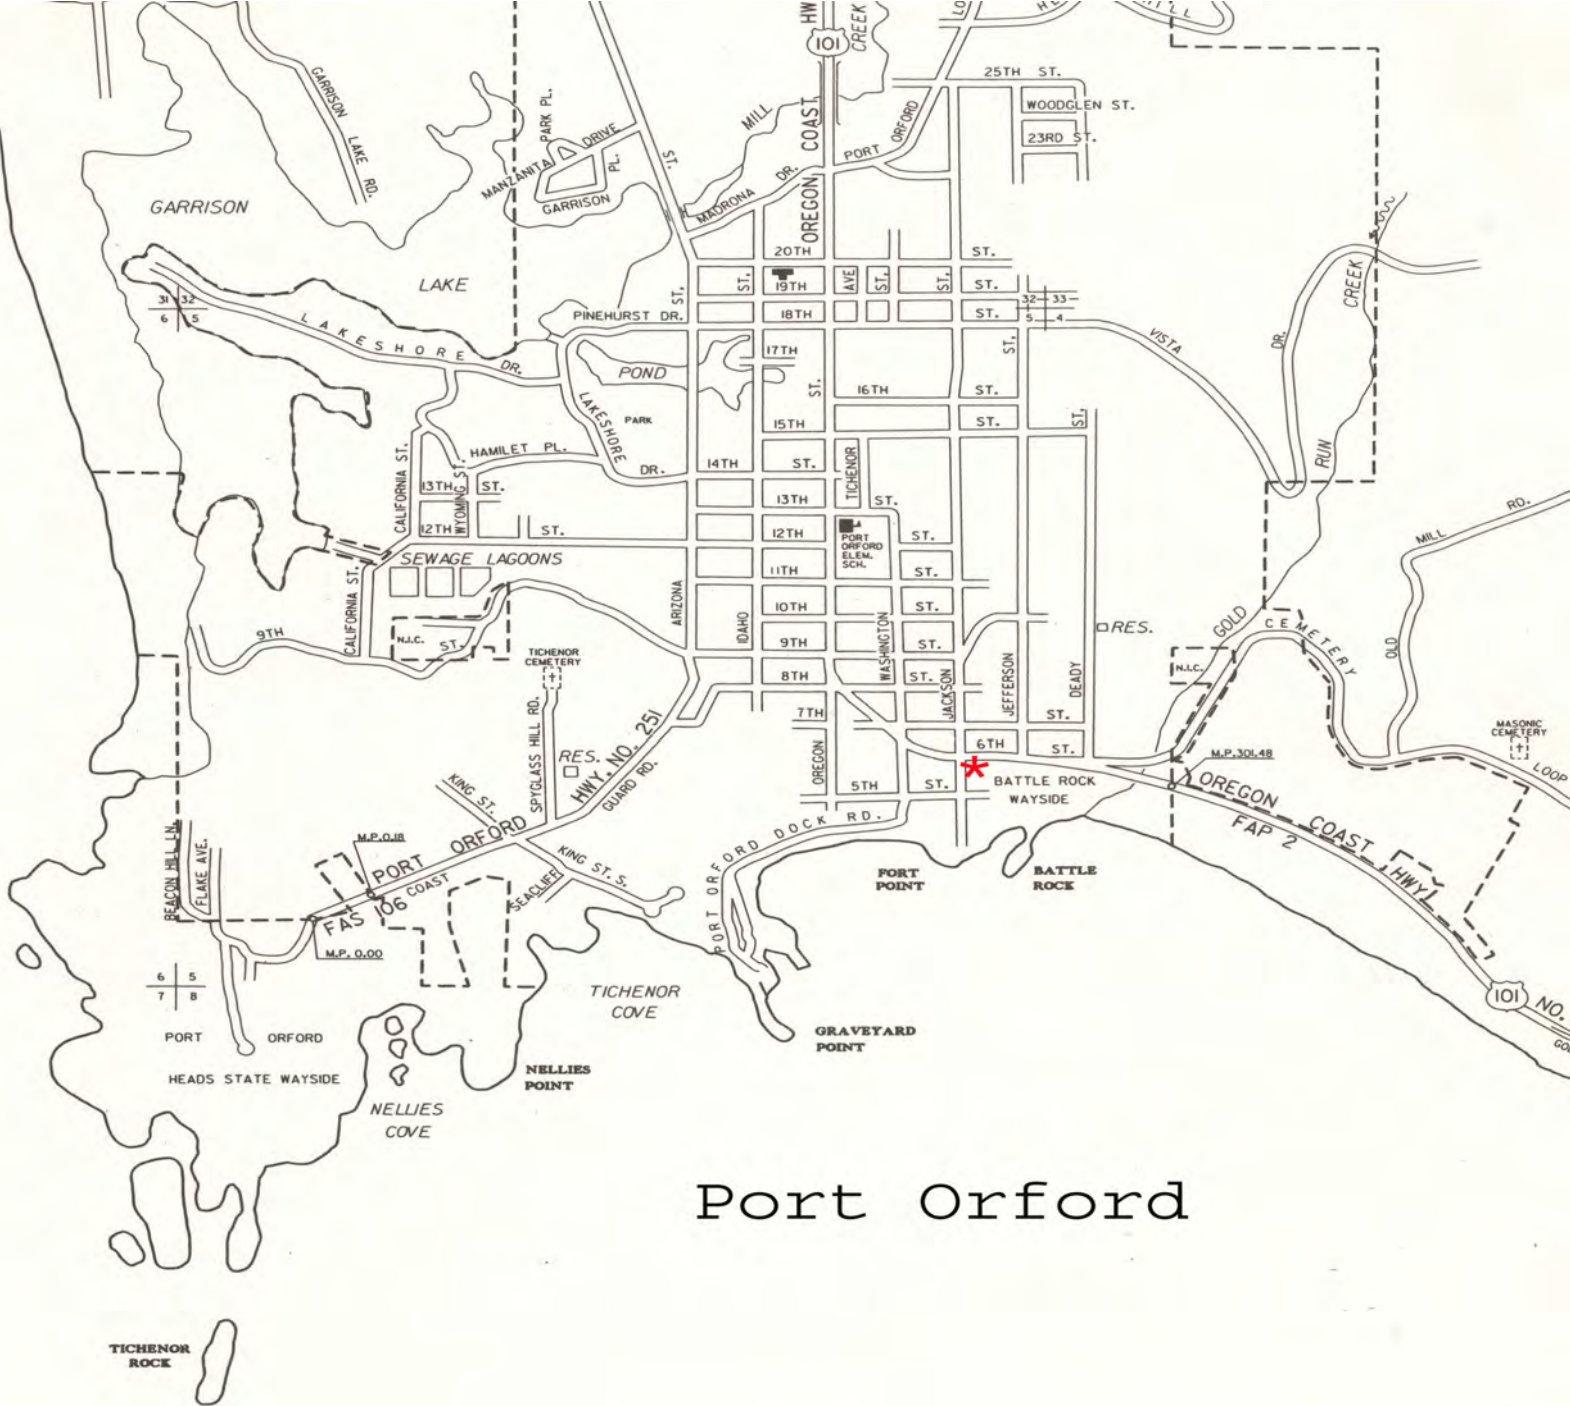 HW
101
CREEK
LO
HE
HILL
25TH ST.
WOODGLEN ST.
23RD ST.
GARRISON
LAKE RD.
PARK PL.
MANZANITA DRIVE
PL.
GARRISON
ST.
MILL
MADRONA DR.
PORT ORFORD
OREGON COAST
GARRISON
LAKE
20TH ST.
19TH ST.
18TH ST.
ST.
ST.
AVE
ST.
ST.
ST.
31 32
6 5
32 33
5 4
PINEHURST DR.
LAKESHORE DR.
POND
PARK
17TH
16TH ST.
15TH ST.
ST.
ST.
ST.
VISTA
DR.
CREEK
RUN
GOLD
LAKESHORE
DR.
HAMILET PL.
14TH ST.
TICHENOR
ST.
13TH ST.
13TH
12TH ST.
WYOMING ST.
CALIFORNIA ST.
12TH ST.
PORT
ORFORD
ELEM.
SCH.
SEWAGE LAGOONS
11TH ST.
10TH ST.
9TH ST.
8TH ST.
7TH ST.
6TH ST.
5TH ST.
ARIZONA
IDAHO
OREGON
WASHINGTON
JACKSON
JEFFERSON
DEADY
CALIFORNIA ST.
9TH ST.
N.I.C.
TICHENOR
CEMETERY
RES.
N.I.C.
CEMETERY
LOOP
OLD
MILL
RD.
MASONIC
CEMETERY
M.P.301.48
SPYGLASS HILL RD.
RES.
HWY. NO. 251
GUARD RD.
KING ST.
BATTLE ROCK
WAYSIDE
OREGON COAST HWY.
FAP 2
101
NO.
GOL
BEACON HILL LN.
FLAKE AVE.
M.P.0.18
PORT ORFORD
COAST
FAS 106
M.P. 0.00
KING ST. S.
SEACLIFF
PORT ORFORD DOCK RD.
FORT
POINT
BATTLE
ROCK
6 5
7 8
PORT ORFORD
HEADS STATE WAYSIDE
TICHENOR
COVE
GRAVEYARD
POINT
NELLIES
POINT
NELLIES
COVE
Port Orford
TICHENOR
ROCK